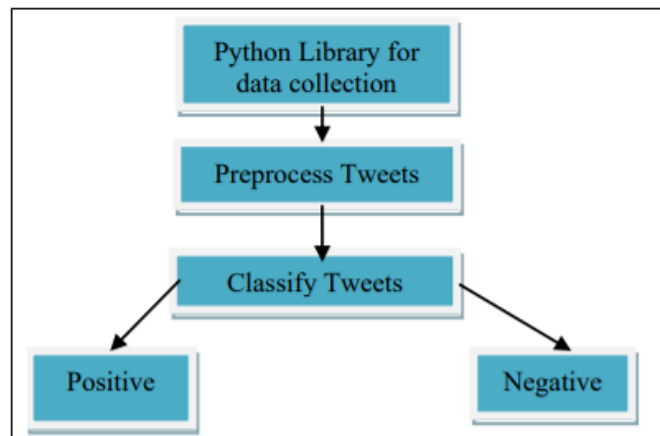 Python Library for
data collection
Preprocess Tweets
Classify Tweets
Positive
Negative